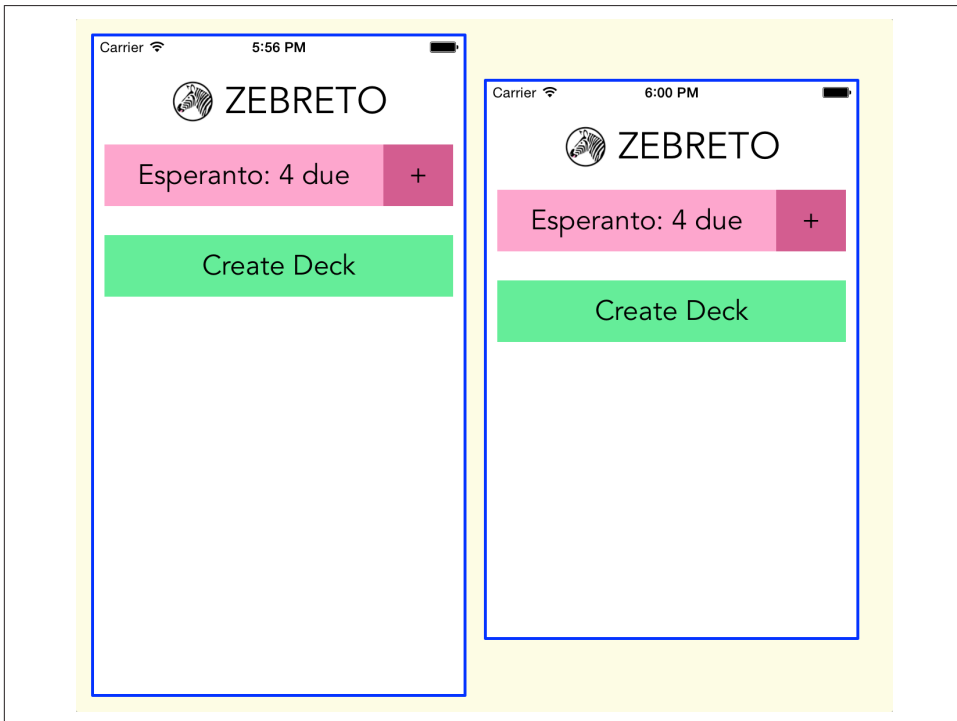 Carrier 5:56 PM
ZEBRETO
Esperanto: 4 due +
Create Deck
Carrier 6:00 PM
ZEBRETO
Esperanto: 4 due +
Create Deck